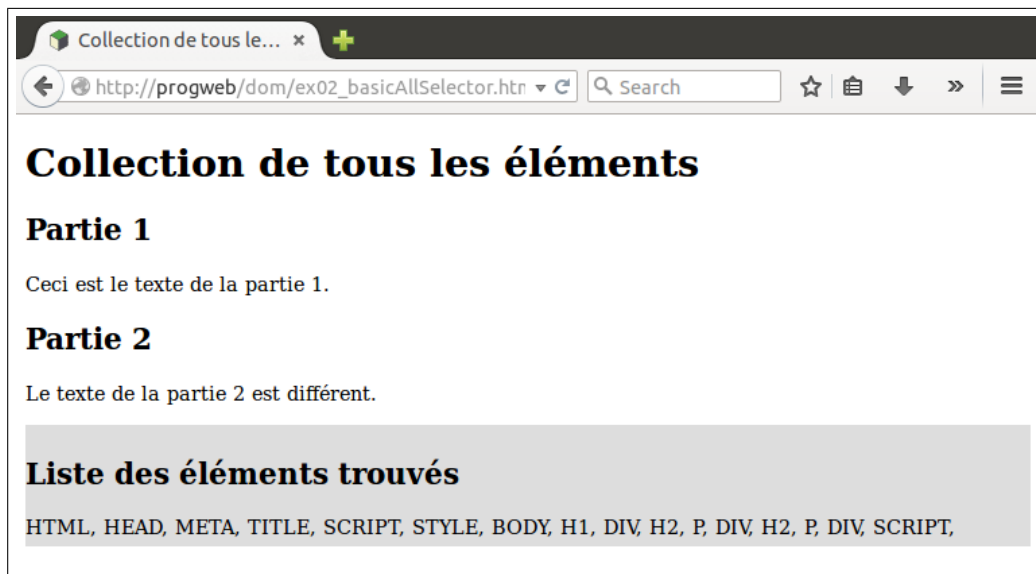 Collection de tous le...
http://progweb/dom/ex02_basicAllSelector.htn
Search
Collection de tous les éléments
Partie 1
Ceci est le texte de la partie 1.
Partie 2
Le texte de la partie 2 est différent.
Liste des éléments trouvés
HTML, HEAD, META, TITLE, SCRIPT, STYLE, BODY, H1, DIV, H2, P, DIV, H2, P, DIV, SCRIPT,